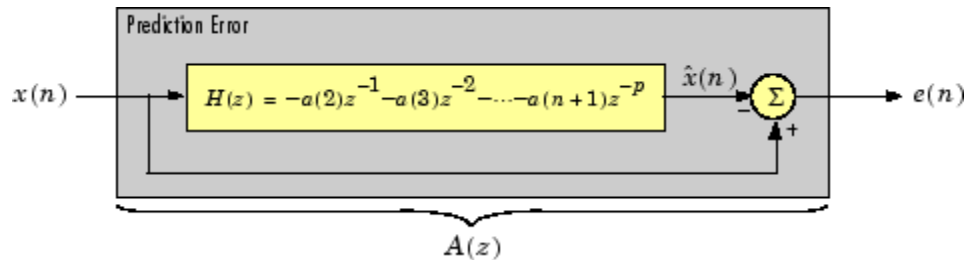 Prediction Error
x(n)
H(z) = −a(2)z⁻¹−a(3)z⁻²−⋯−a(n+1)z⁻ᵖ
x̂(n)
−
Σ
+
e(n)
A(z)